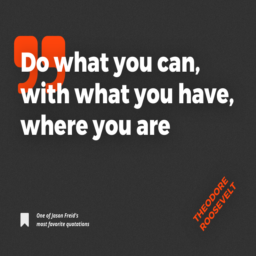 Do what you can,
with what you have,
where you are
THEODORE
ROOSEVELT
One of Jason Freid's
most favorite quotations